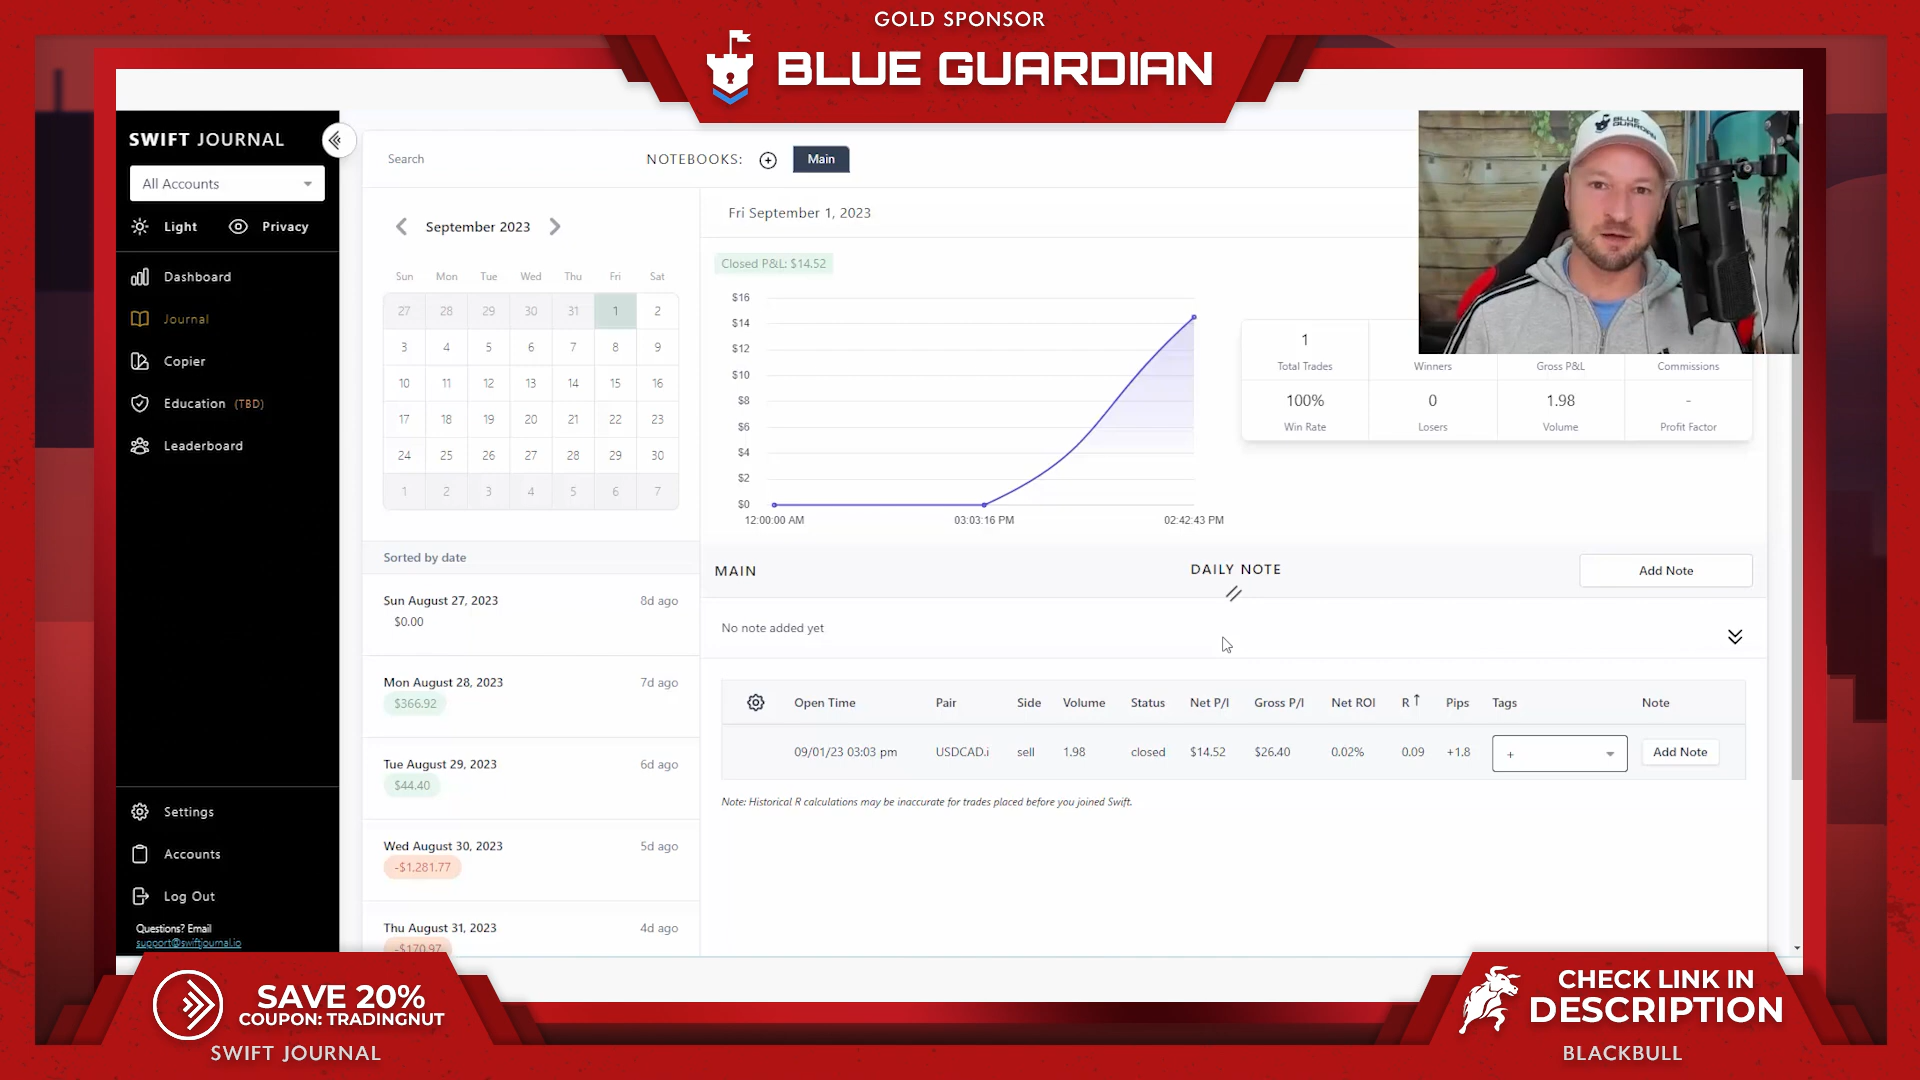 GOLD SPONSOR
BLUE GUARDIAN
SWIFT JOURNAL
All Accounts
Light
Privacy
Dashboard
Journal
Copier
Education (TBD)
Leaderboard
Settings
Accounts
Log Out
Questions? Email
support@swiftjournal.io
Search
NOTEBOOKS:
Main
September 2023
Sun Mon Tue Wed Thu Fri Sat
27 28 29 30 31 1 2
3 4 5 6 7 8 9
10 11 12 13 14 15 16
17 18 19 20 21 22 23
24 25 26 27 28 29 30
1 2 3 4 5 6 7
Sorted by date
Sun August 27, 2023 8d ago
$0.00
Mon August 28, 2023 7d ago
$366.92
Tue August 29, 2023 6d ago
$44.40
Wed August 30, 2023 5d ago
-$1,281.77
Thu August 31, 2023 4d ago
-$170.97
Fri September 1, 2023
Closed P&L: $14.52
$16
$14
$12
$10
$8
$6
$4
$2
$0
12:00:00 AM 03:03:16 PM 02:42:43 PM
BLUE
GUARDIAN
1
Total Trades Winners Gross P&L Commissions
100% 0 1.98 -
Win Rate Losers Volume Profit Factor
MAIN
DAILY NOTE
Add Note
No note added yet
Open Time Pair Side Volume Status Net P/l Gross P/l Net ROI R↑ Pips Tags Note
09/01/23 03:03 pm USDCAD.i sell 1.98 closed $14.52 $26.40 0.02% 0.09 +1.8 + Add Note
Note: Historical R calculations may be inaccurate for trades placed before you joined Swift.
SAVE 20%
COUPON: TRADINGNUT
SWIFT JOURNAL
CHECK LINK IN
DESCRIPTION
BLACKBULL